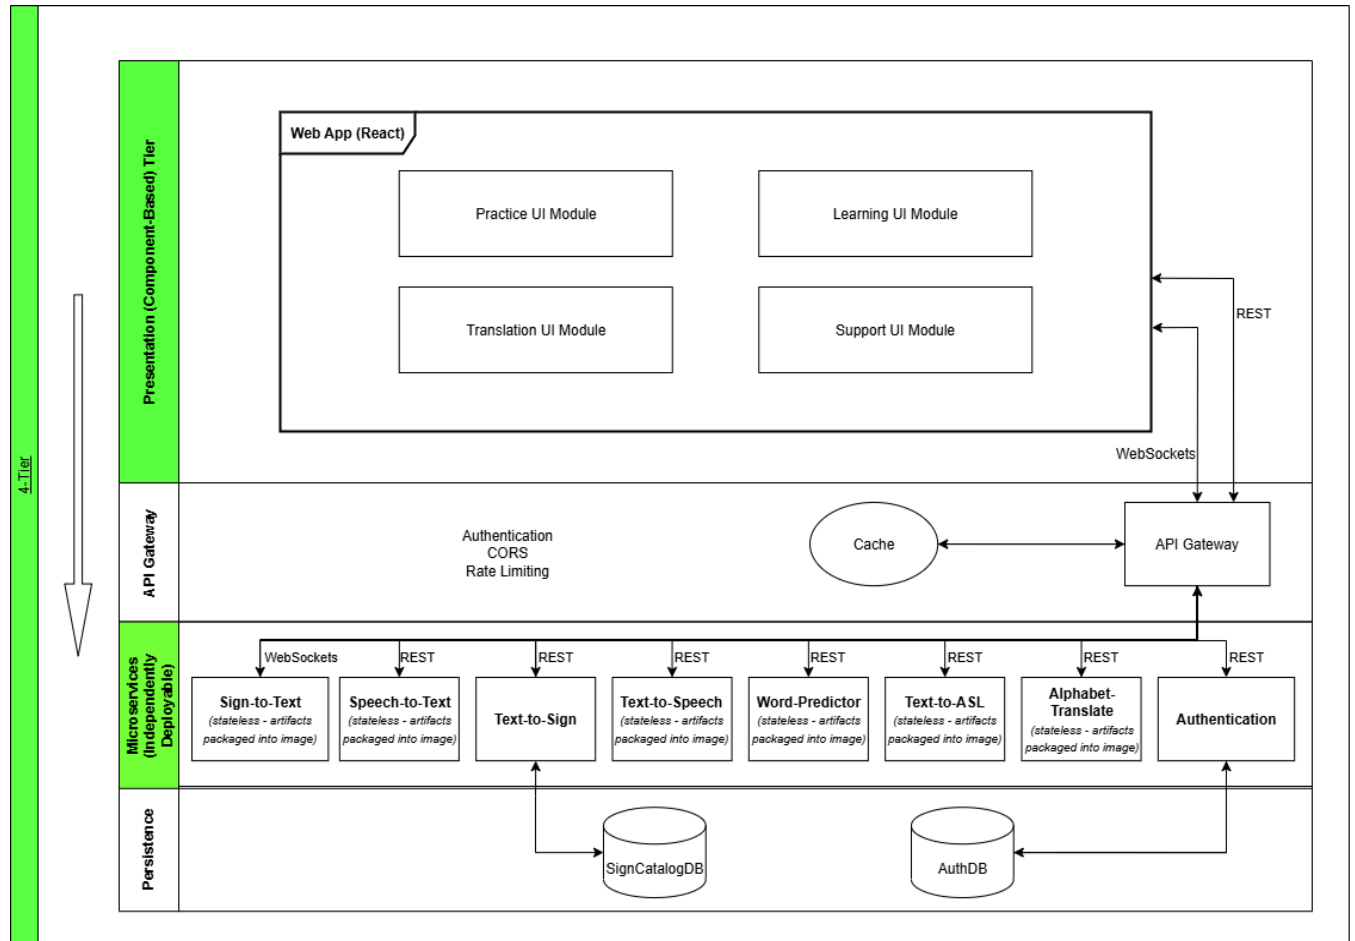 4-Tier
Presentation (Component-Based) Tier
Web App (React)
Practice UI Module
Learning UI Module
Translation UI Module
Support UI Module
REST
WebSockets
API Gateway
Authentication
CORS
Rate Limiting
Cache
API Gateway
Microservices
(Independently
Deployable)
WebSockets
REST
REST
REST
REST
REST
REST
REST
Sign-to-Text
(stateless - artifacts
packaged into image)
Speech-to-Text
(stateless - artifacts
packaged into image)
Text-to-Sign
Text-to-Speech
(stateless - artifacts
packaged into image)
Word-Predictor
(stateless - artifacts
packaged into image)
Text-to-ASL
(stateless - artifacts
packaged into image)
Alphabet-
Translate
(stateless - artifacts
packaged into image)
Authentication
Persistence
SignCatalogDB
AuthDB